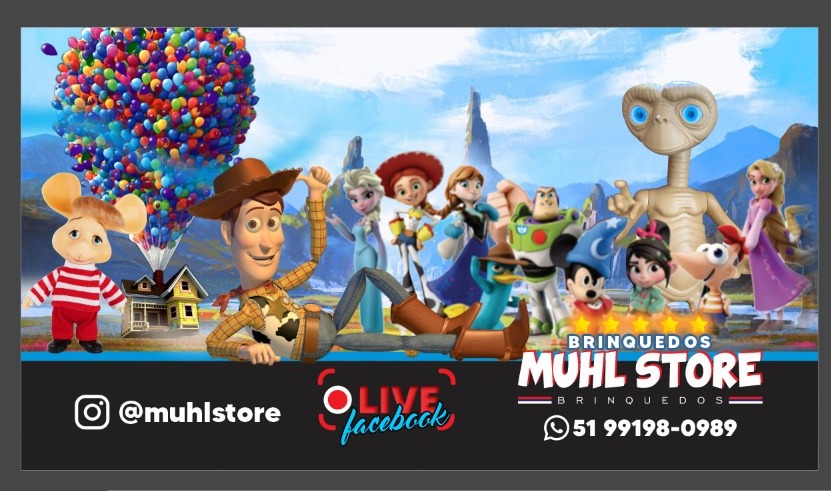 @muhlstore
LIVE
facebook
BRINQUEDOS
MUHL STORE
BRINQUEDOS
51 99198-0989